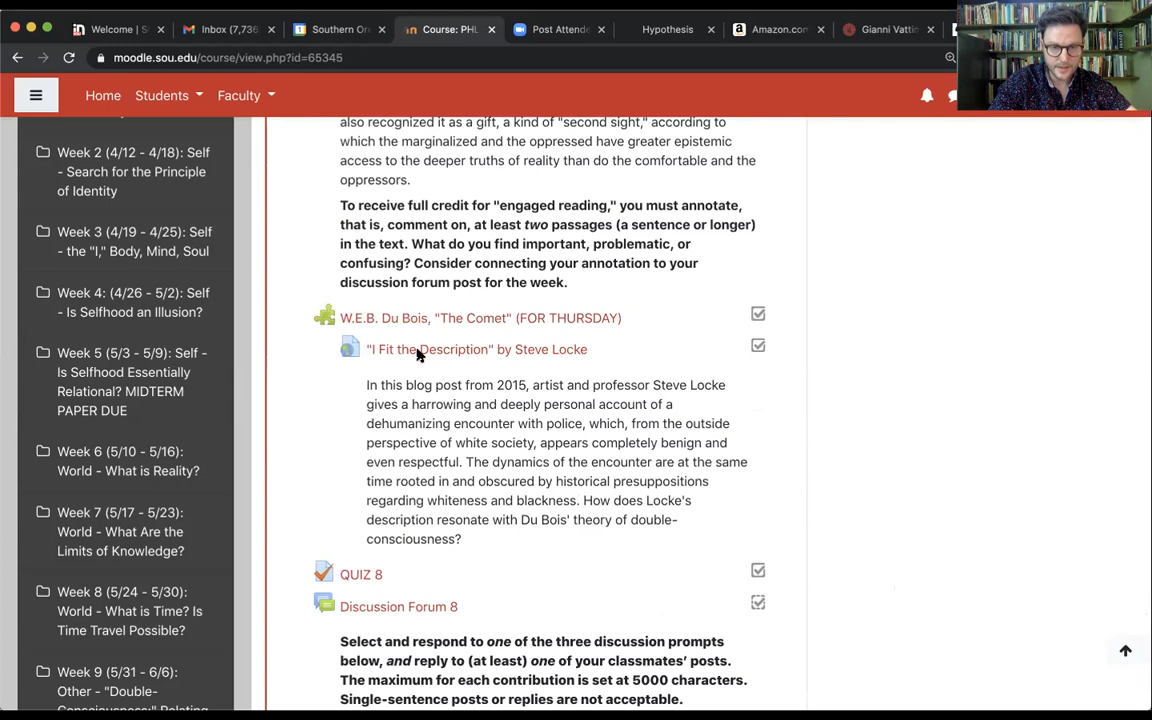 Welcome | S
Inbox (7,736
Southern Or
Course: PHL
Post Attende
Hypothesis
Amazon.com
Gianni Vattin
moodle.sou.edu/course/view.php?id=65345
Home Students Faculty
also recognized it as a gift, a kind of "second sight," according to
which the marginalized and the oppressed have greater epistemic
access to the deeper truths of reality than do the comfortable and the
oppressors.
To receive full credit for "engaged reading," you must annotate,
that is, comment on, at least two passages (a sentence or longer)
in the text. What do you find important, problematic, or
confusing? Consider connecting your annotation to your
discussion forum post for the week.
W.E.B. Du Bois, "The Comet" (FOR THURSDAY)
"I Fit the Description" by Steve Locke
In this blog post from 2015, artist and professor Steve Locke
gives a harrowing and deeply personal account of a
dehumanizing encounter with police, which, from the outside
perspective of white society, appears completely benign and
even respectful. The dynamics of the encounter are at the same
time rooted in and obscured by historical presuppositions
regarding whiteness and blackness. How does Locke's
description resonate with Du Bois' theory of double-
consciousness?
QUIZ 8
Discussion Forum 8
Select and respond to one of the three discussion prompts
below, and reply to (at least) one of your classmates' posts.
The maximum for each contribution is set at 5000 characters.
Single-sentence posts or replies are not acceptable.
Week 2 (4/12 - 4/18): Self
- Search for the Principle
of Identity
Week 3 (4/19 - 4/25): Self
- the "I," Body, Mind, Soul
Week 4: (4/26 - 5/2): Self
- Is Selfhood an Illusion?
Week 5 (5/3 - 5/9): Self -
Is Selfhood Essentially
Relational? MIDTERM
PAPER DUE
Week 6 (5/10 - 5/16):
World - What is Reality?
Week 7 (5/17 - 5/23):
World - What Are the
Limits of Knowledge?
Week 8 (5/24 - 5/30):
World - What is Time? Is
Time Travel Possible?
Week 9 (5/31 - 6/6):
Other - "Double-
Consciousness:" Relating